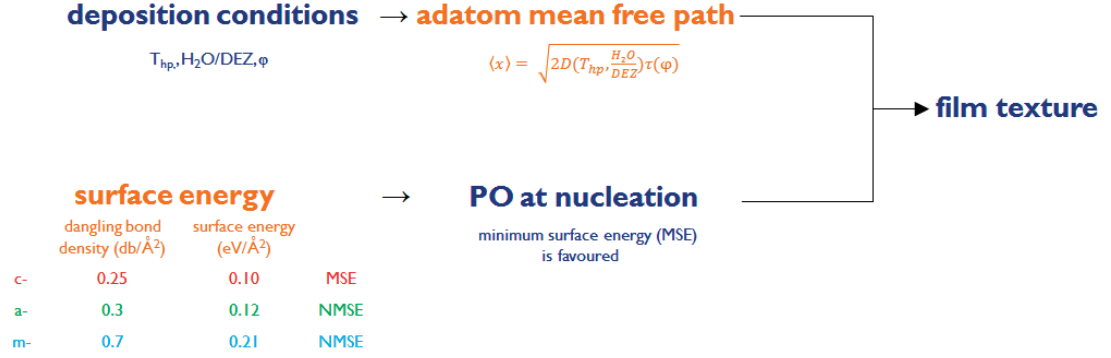 deposition conditions → adatom mean free path
T_hp,, H₂O/DEZ, φ
⟨x⟩ = √(2D(T_hp, H₂O/DEZ)τ(φ))
film texture
surface energy → PO at nucleation
dangling bond density (db/Å²) surface energy (eV/Å²)
minimum surface energy (MSE)
is favoured
c- 0.25 0.10 MSE
a- 0.3 0.12 NMSE
m- 0.7 0.21 NMSE